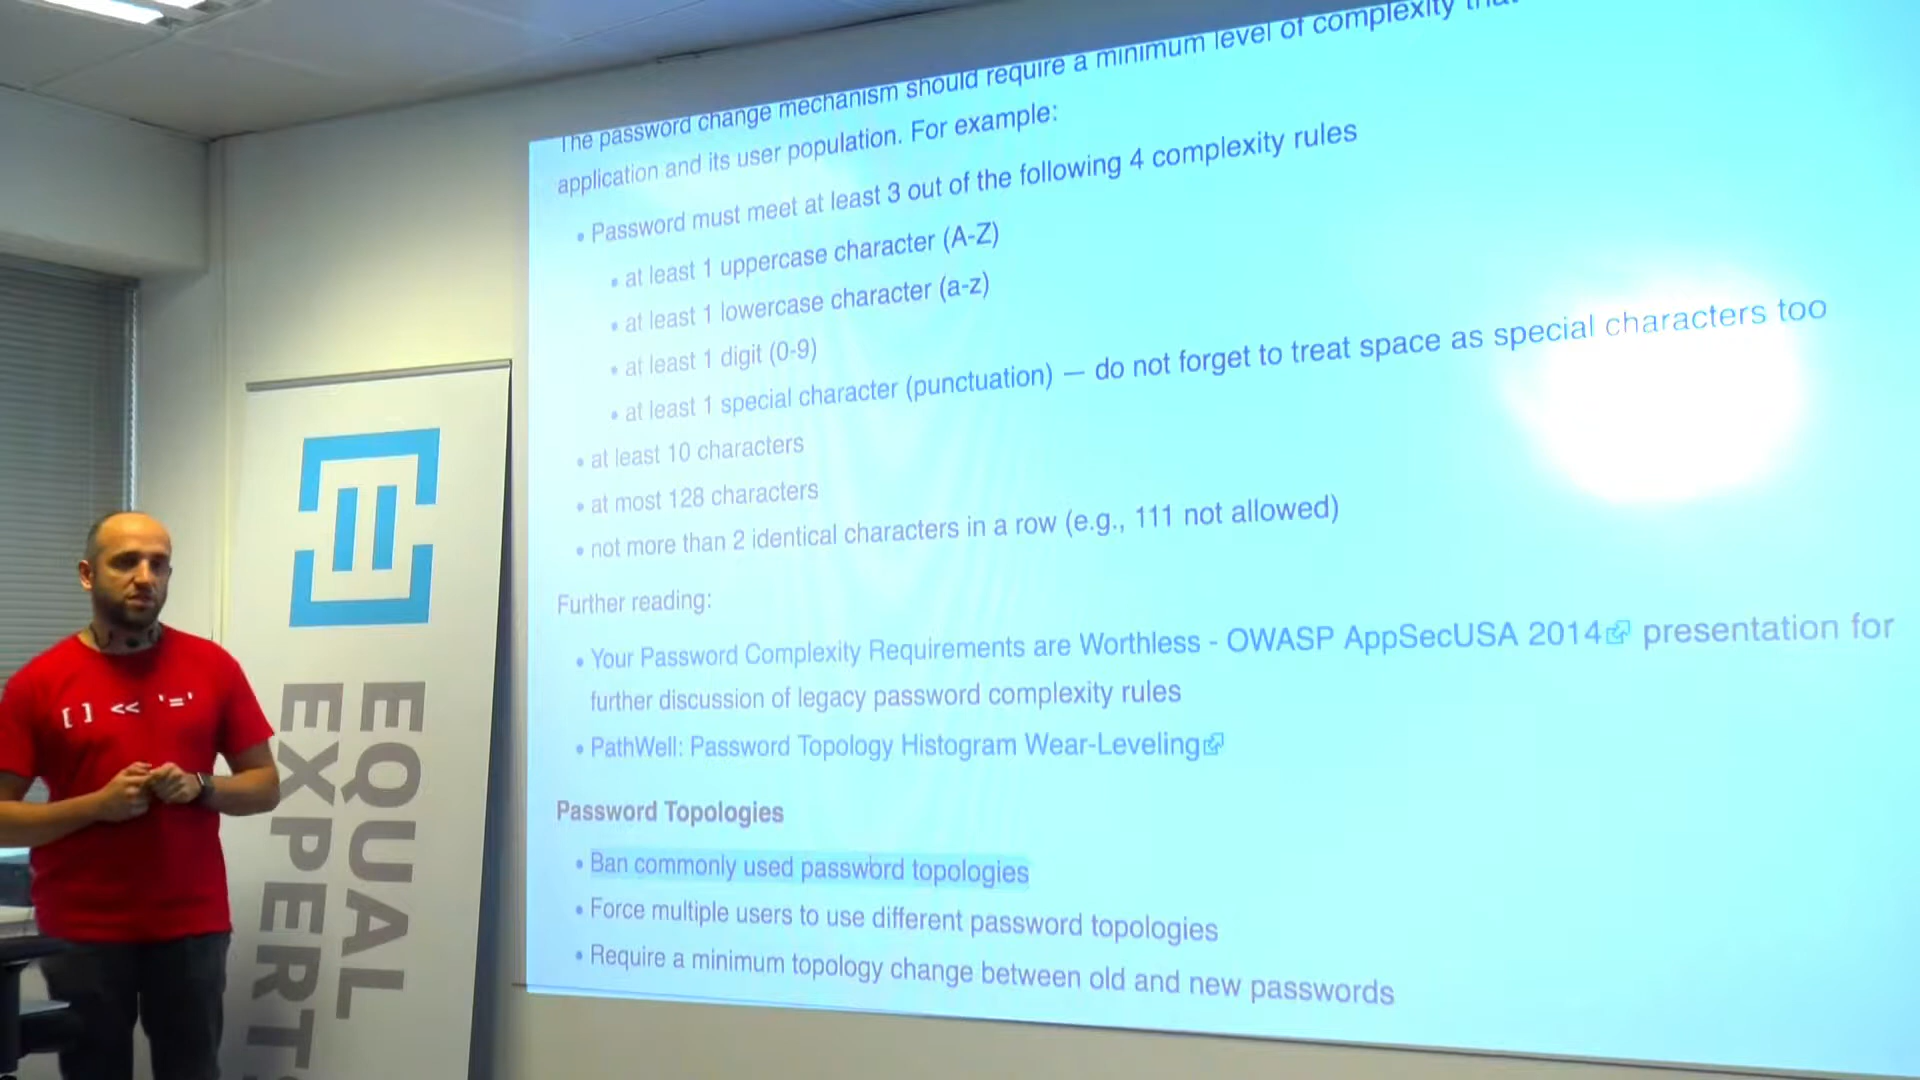 The password change mechanism should require a minimum level of complexity that
application and its user population. For example:
• Password must meet at least 3 out of the following 4 complexity rules
• at least 1 uppercase character (A-Z)
• at least 1 lowercase character (a-z)
• at least 1 digit (0-9)
• at least 1 special character (punctuation) — do not forget to treat space as special characters too
• at least 10 characters
• at most 128 characters
• not more than 2 identical characters in a row (e.g., 111 not allowed)
Further reading:
• Your Password Complexity Requirements are Worthless - OWASP AppSecUSA 2014 presentation for
further discussion of legacy password complexity rules
• PathWell: Password Topology Histogram Wear-Leveling
Password Topologies
• Ban commonly used password topologies
• Force multiple users to use different password topologies
• Require a minimum topology change between old and new passwords
EQUAL
EXPERTS
[ ] << '='